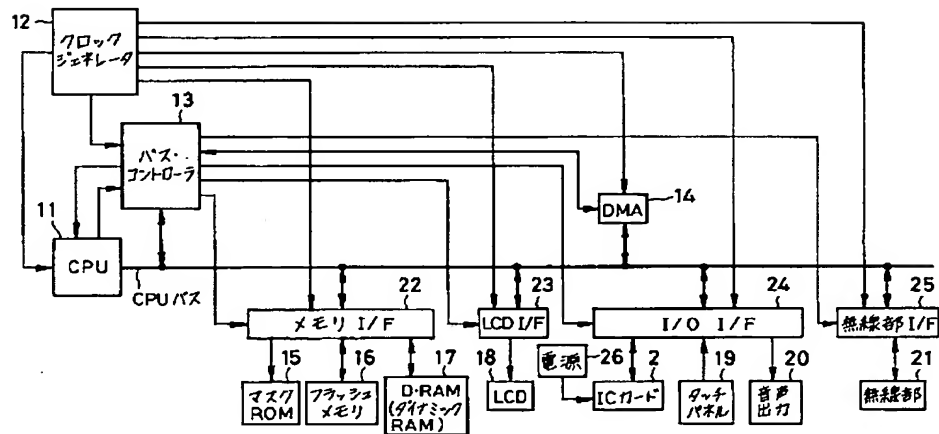 12
クロック
ジェネレータ
13
バス・
コントローラ
14
DMA
11
CPU
CPUバス
22
メモリ I/F
23
LCD I/F
24
I/O I/F
25
無線部 I/F
15
マスク
ROM
16
フラッシュ
メモリ
17
D・RAM
(ダイナミック
RAM)
18
LCD
電源
26
2
ICカード
19
タッチ
パネル
20
音声
出力
21
無線部